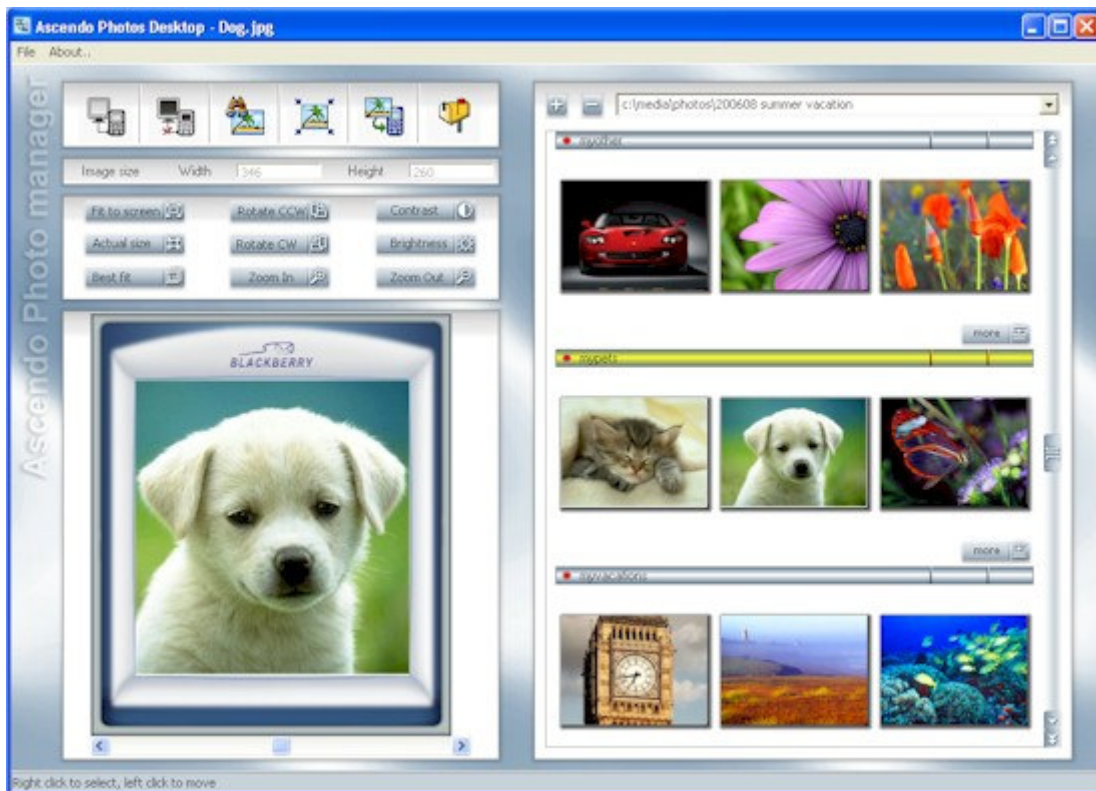 Ascendo Photos Desktop - Dog.jpg
File About..
Ascendo Photo manager
Image size Width 346 Height 260
Fit to screen Rotate CCW Contrast
Actual size Rotate CW Brightness
Best fit Zoom In Zoom Out
BLACKBERRY
c:\media\photos\200608 summer vacation
myother
more
mypets
more
myvacations
Right click to select, left click to move